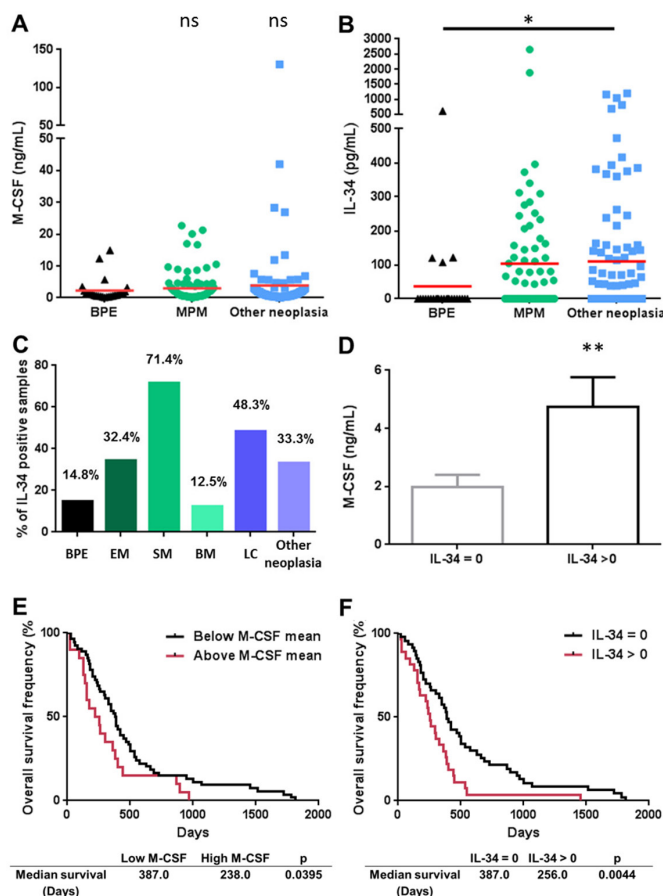 A
ns
ns
M-CSF (ng/mL)
150
100
50
50
40
30
20
10
0
BPE
MPM
Other neoplasia
B
*
IL-34 (pg/mL)
3000
2500
2000
1500
1000
500
500
400
300
200
100
0
BPE
MPM
Other neoplasia
C
% of IL-34 positive samples
80
60
40
20
0
14.8%
32.4%
71.4%
12.5%
48.3%
33.3%
BPE
EM
SM
BM
LC
Other
neoplasia
D
**
M-CSF (ng/mL)
6
4
2
0
IL-34 = 0
IL-34 >0
E
Overall survival frequency (%
100
50
0
Below M-CSF mean
Above M-CSF mean
0 500 1000 1500 2000
Days
Low M-CSF High M-CSF p
Median survival 387.0 238.0 0.0395
(Days)
F
Overall survival frequency (%
100
50
0
IL-34 = 0
IL-34 > 0
0 500 1000 1500 2000
Days
IL-34 = 0 IL-34 > 0 p
Median survival 387.0 256.0 0.0044
(Days)